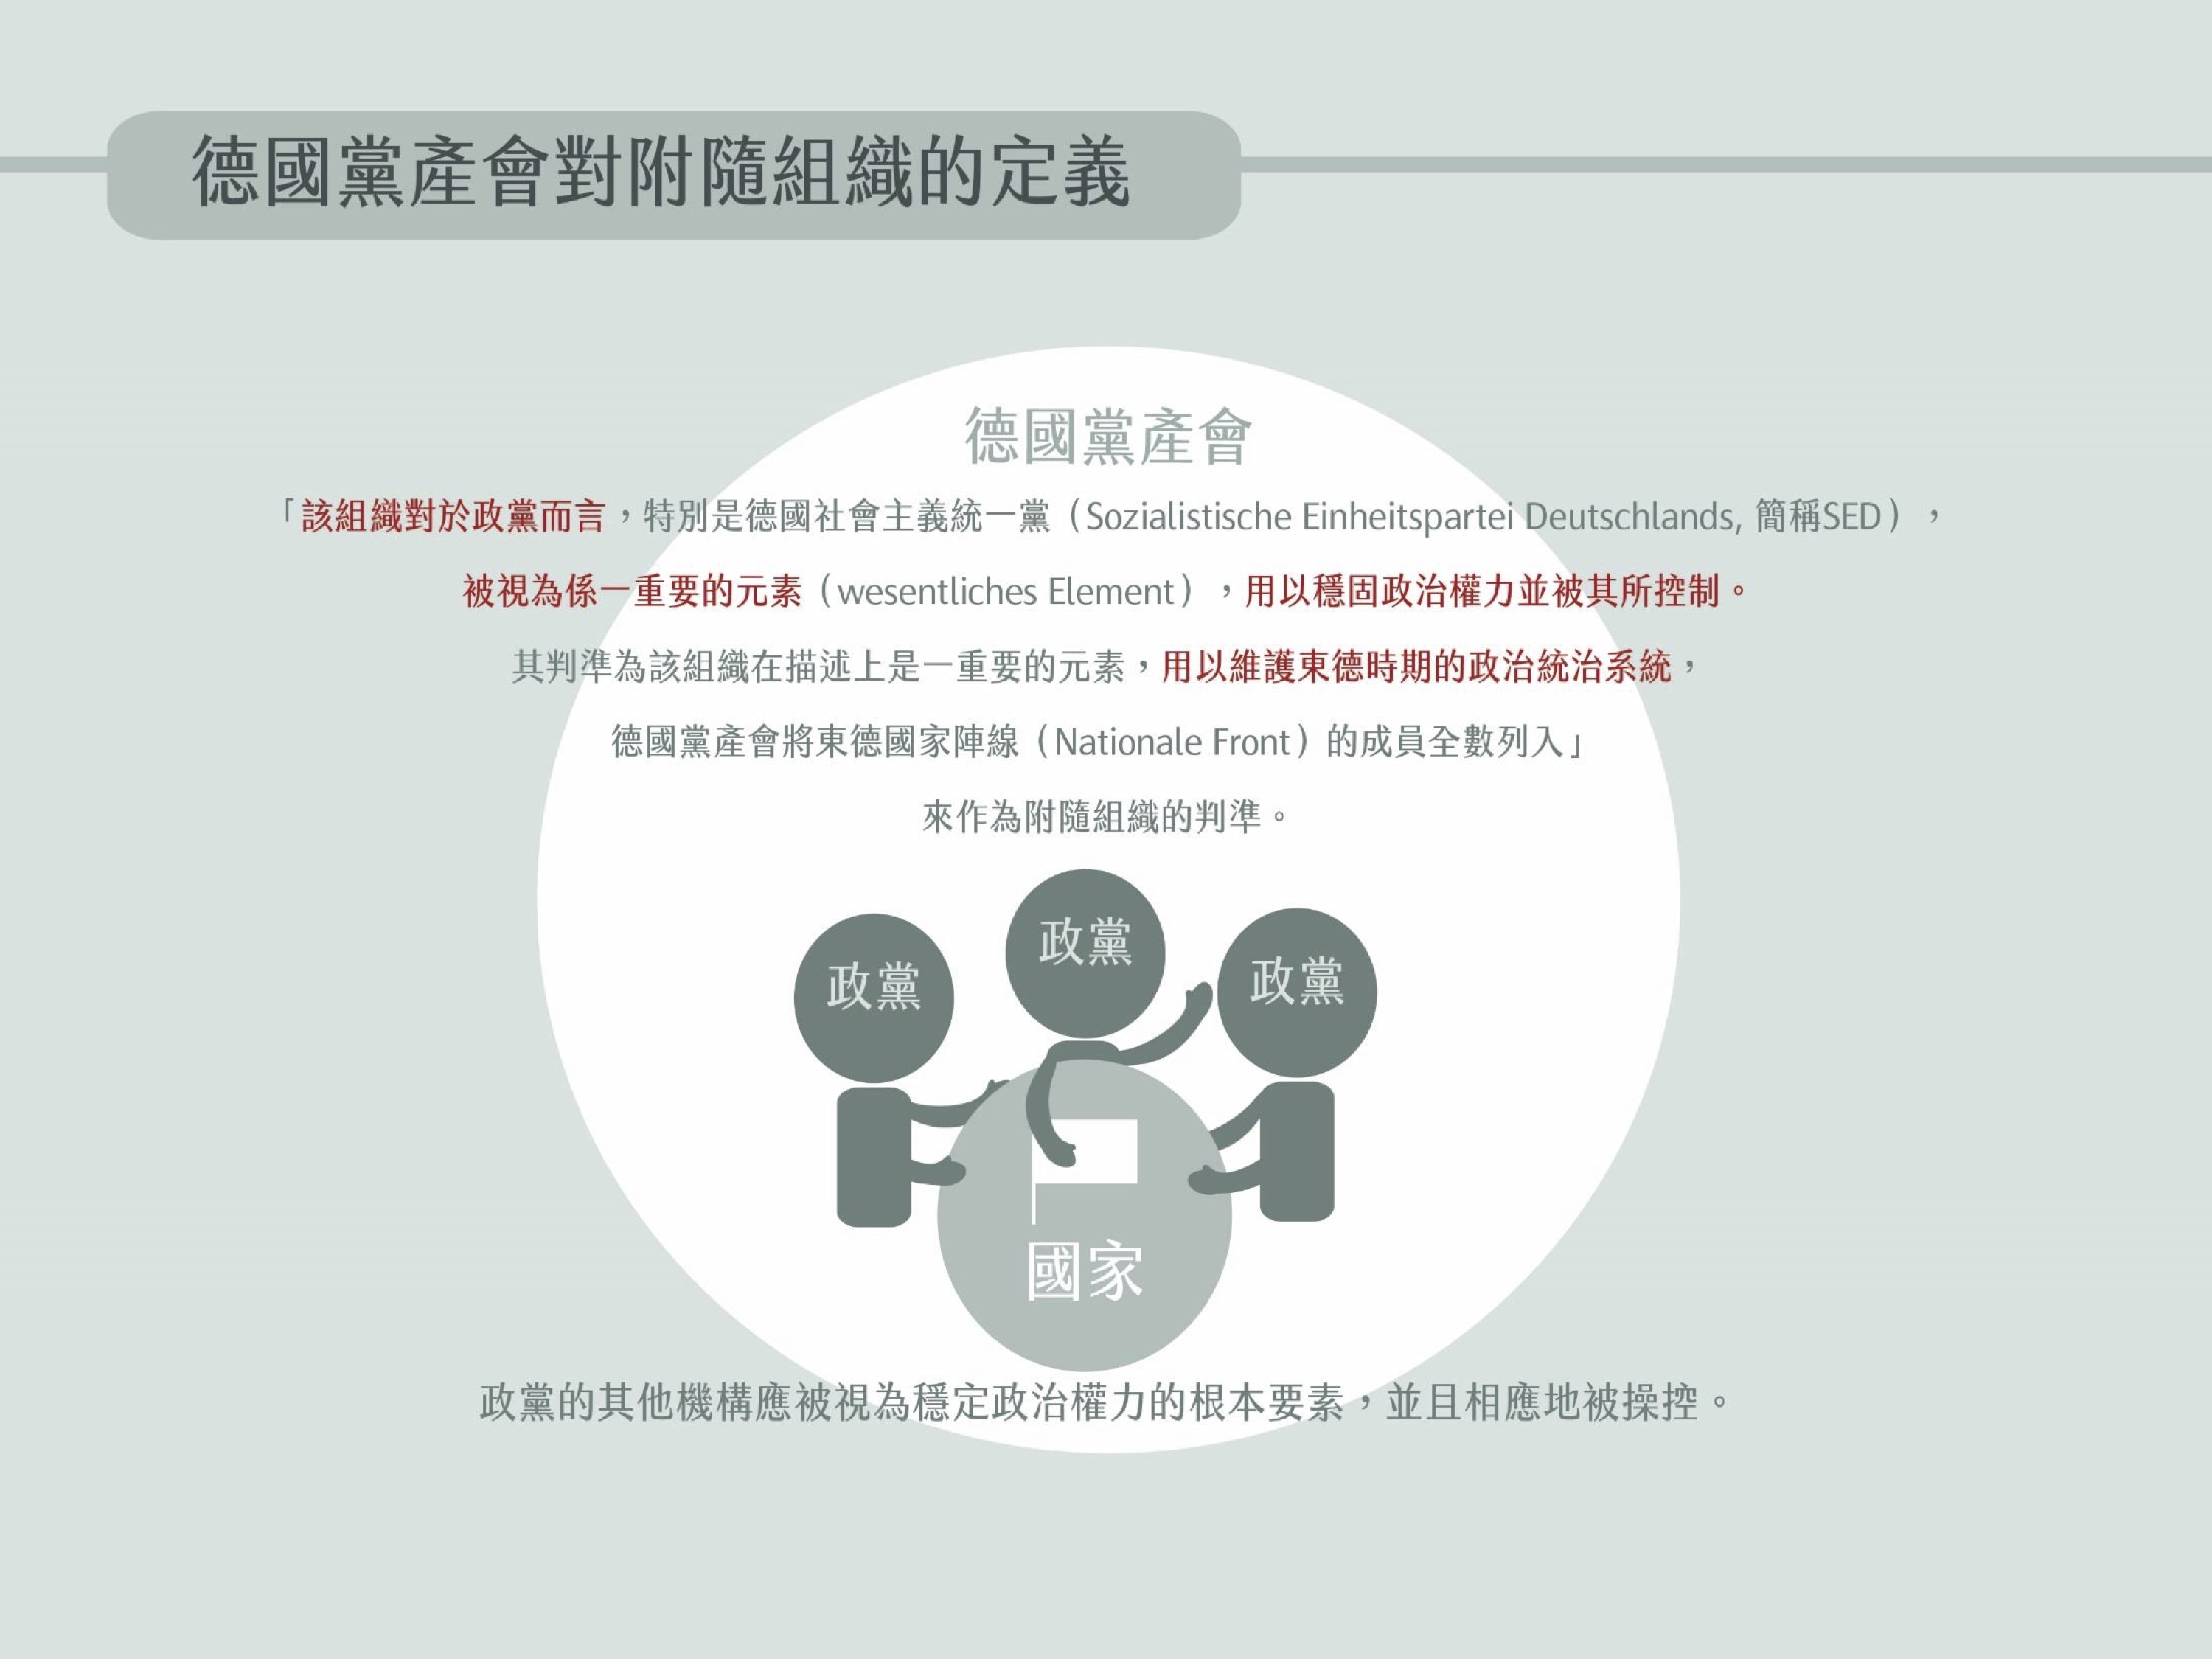 德國黨產會對附隨組織的定義
德國黨產會
「該組織對於政黨而言，特別是德國社會主義統一黨（Sozialistische Einheitspartei Deutschlands, 簡稱SED），
被視為係一重要的元素（wesentliches Element），用以穩固政治權力並被其所控制。
其判準為該組織在描述上是一重要的元素，用以維護東德時期的政治統治系統，
德國黨產會將東德國家陣線（Nationale Front）的成員全數列入」
來作為附隨組織的判準。
政黨
政黨
政黨
國家
政黨的其他機構應被視為穩定政治權力的根本要素，並且相應地被操控。